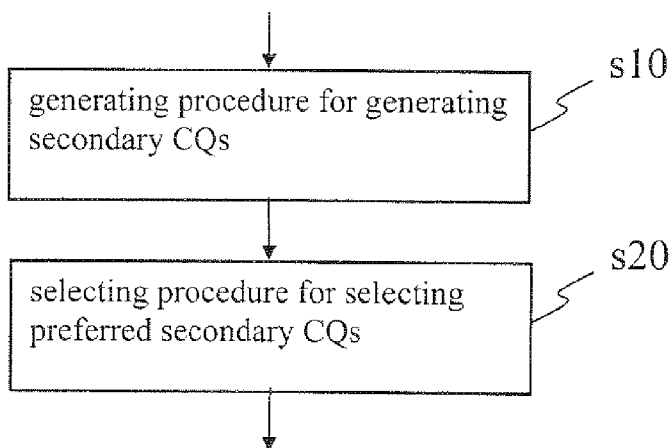 s10
generating procedure for generating
secondary CQs
s20
selecting procedure for selecting
preferred secondary CQs